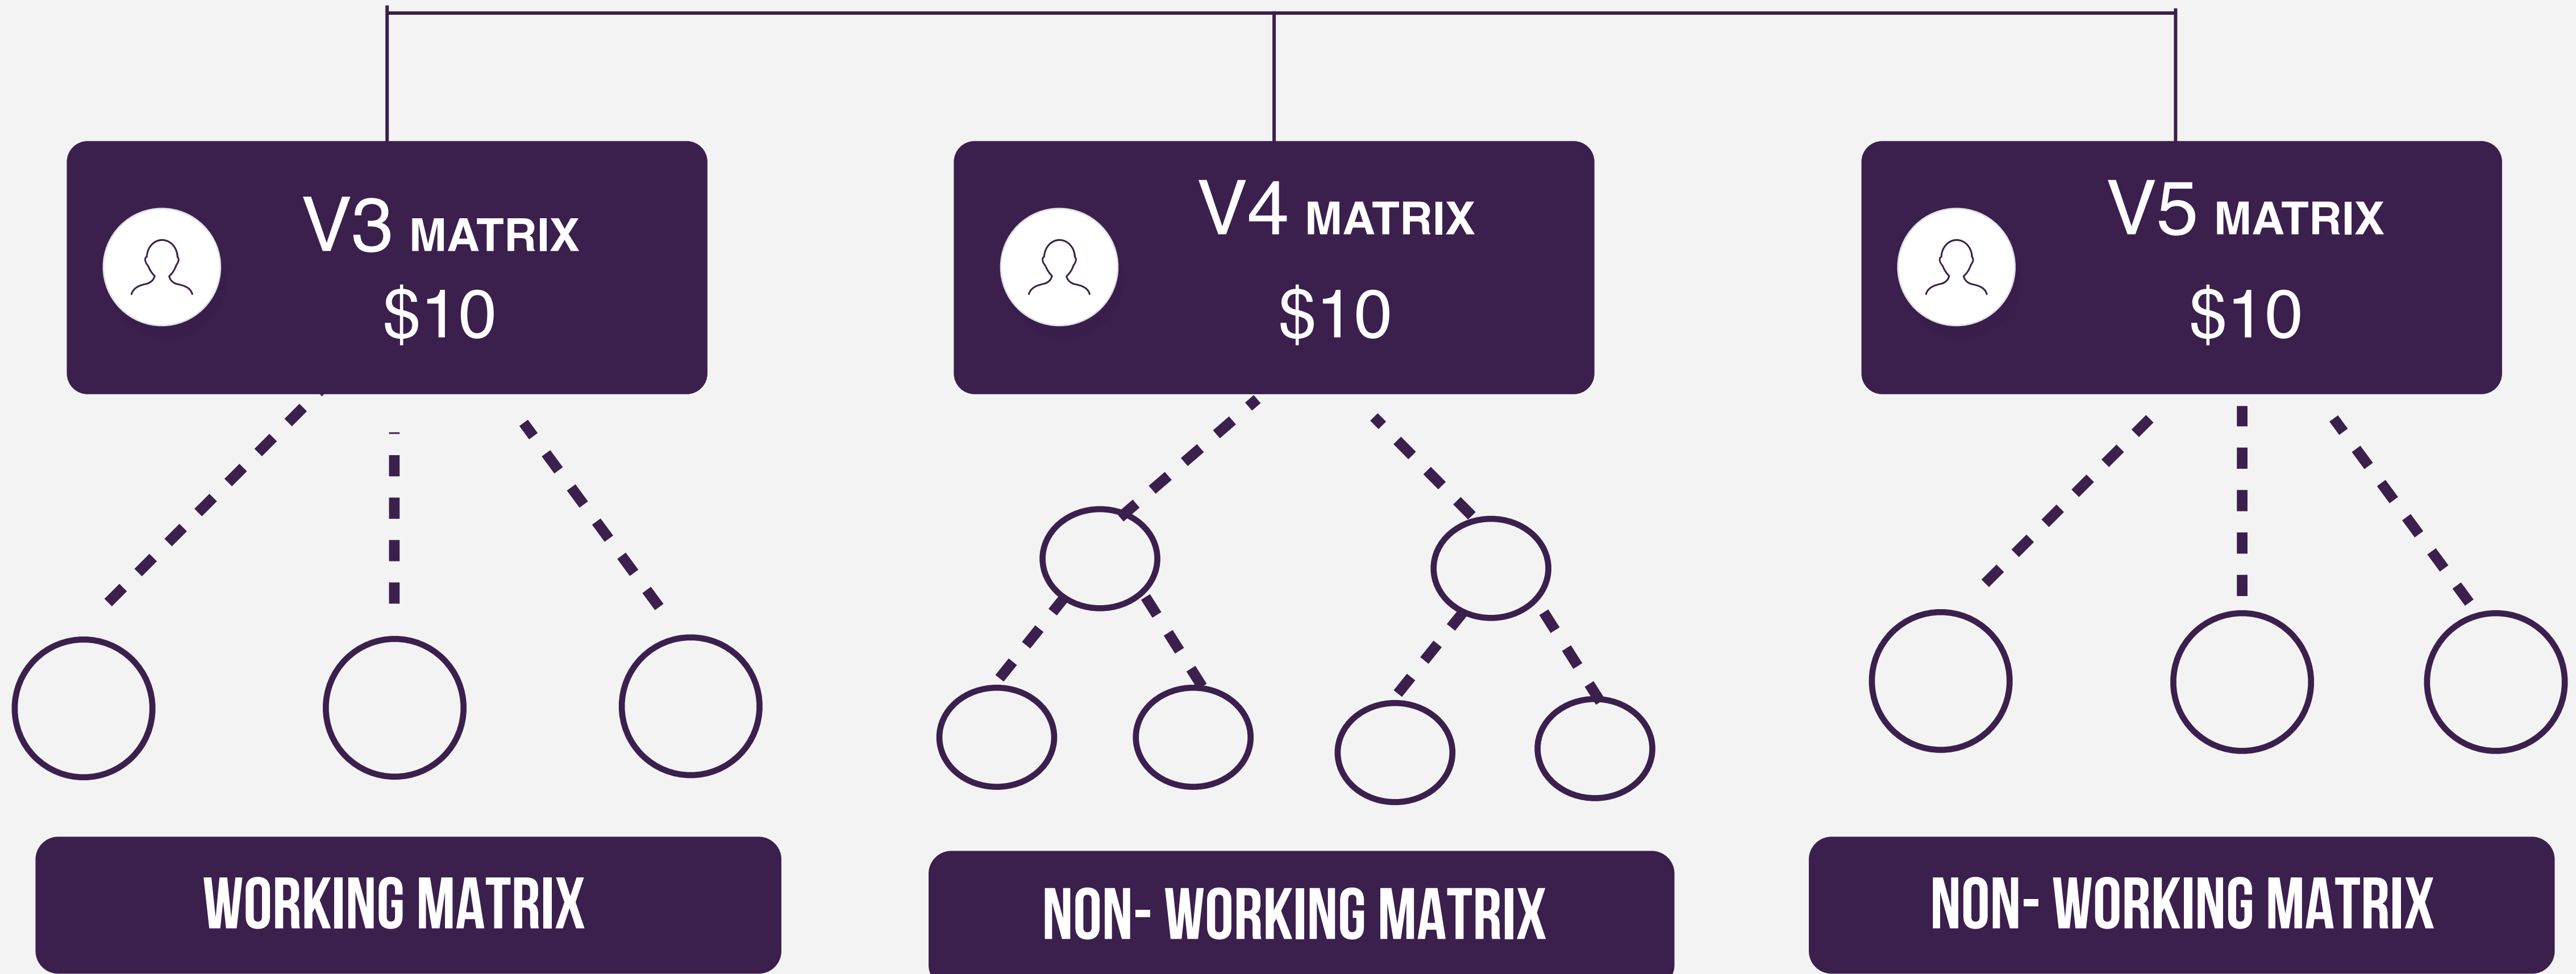 V3 MATRIX
$10
V4 MATRIX
$10
V5 MATRIX
$10
WORKING MATRIX
NON- WORKING MATRIX
NON- WORKING MATRIX